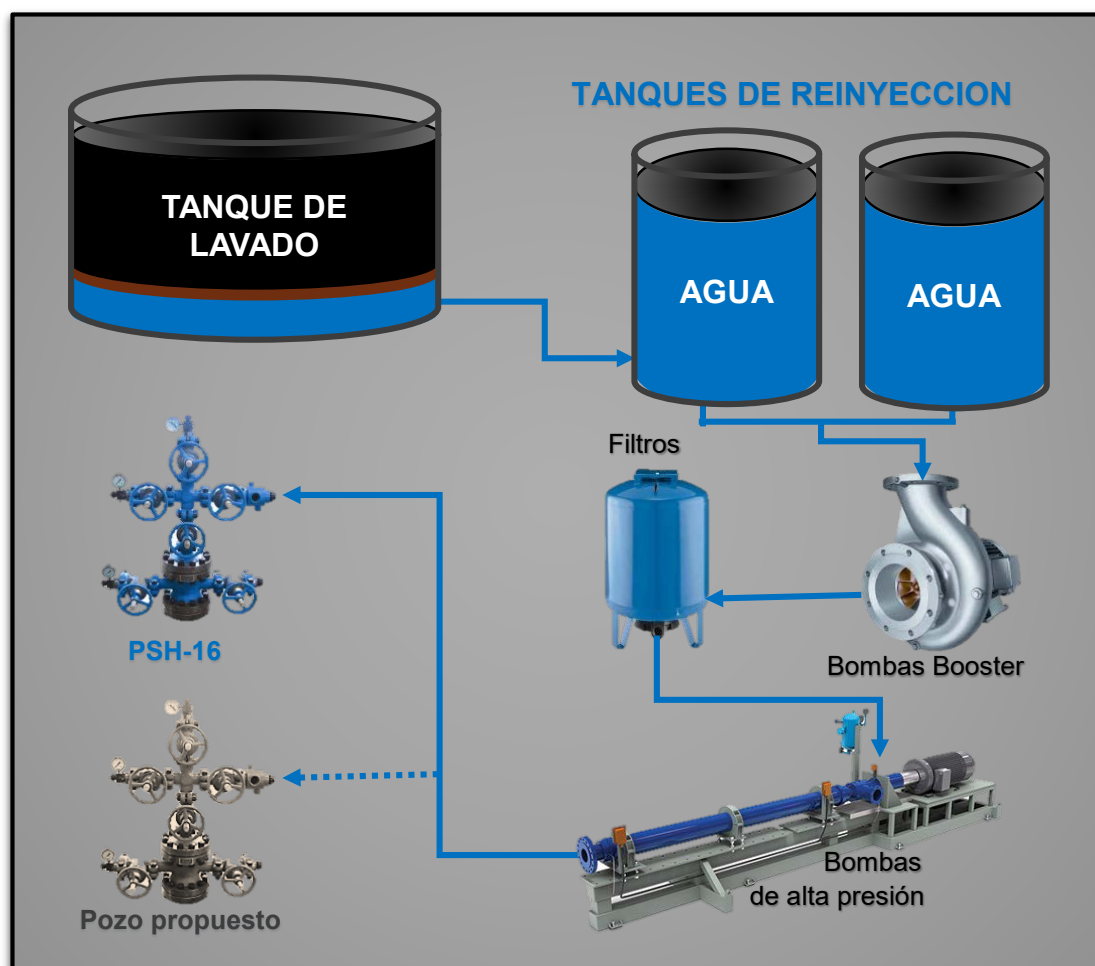 TANQUES DE REINYECCION
TANQUE DE
LAVADO
AGUA
AGUA
Filtros
PSH-16
Bombas Booster
Bombas
de alta presión
Pozo propuesto